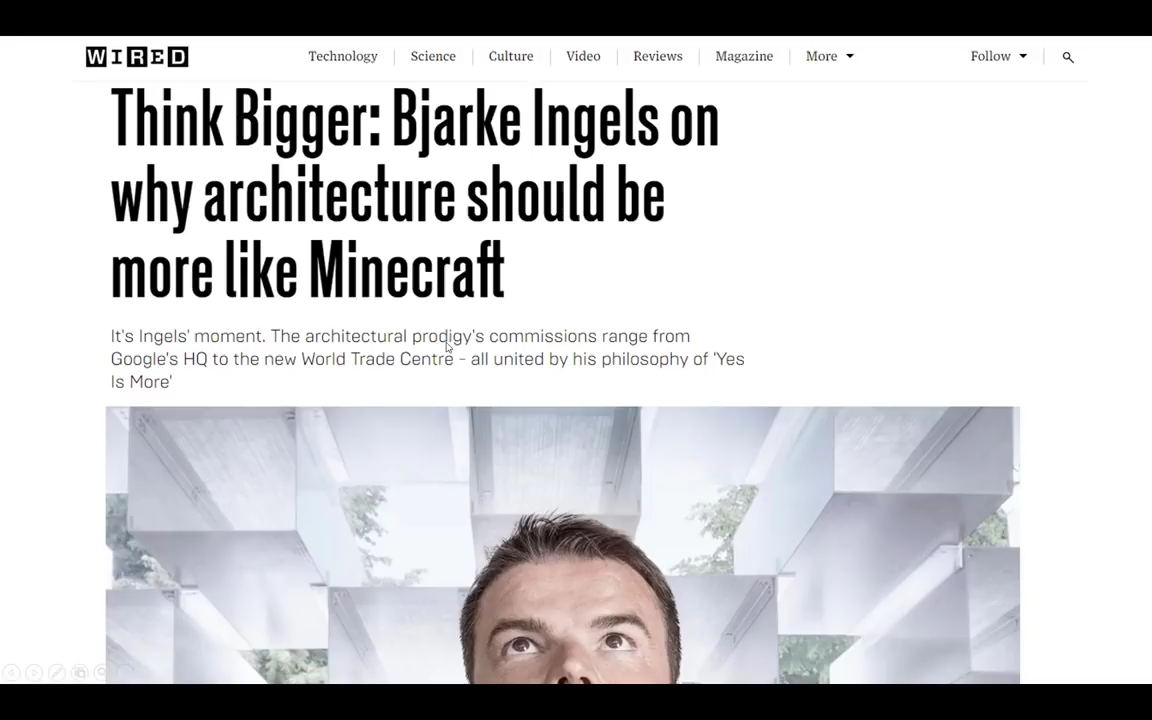 WIRED Technology Science Culture Video Reviews Magazine More Follow
Think Bigger: Bjarke Ingels on
why architecture should be
more like Minecraft
It's Ingels' moment. The architectural prodigy's commissions range from
Google's HQ to the new World Trade Centre - all united by his philosophy of 'Yes
Is More'